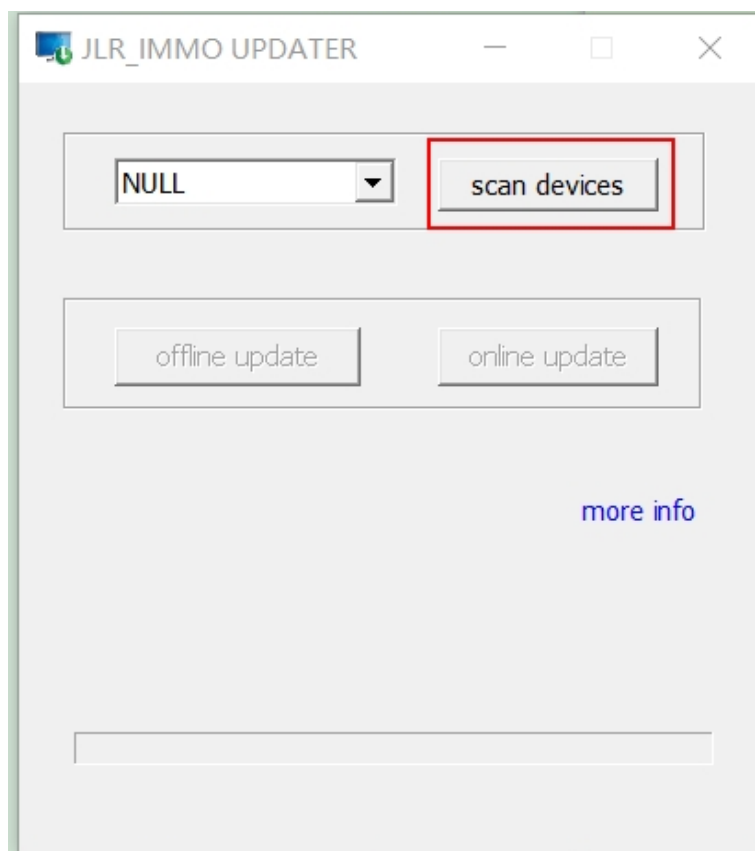 JLR_IMMO UPDATER
NULL
scan devices
offline update
online update
more info